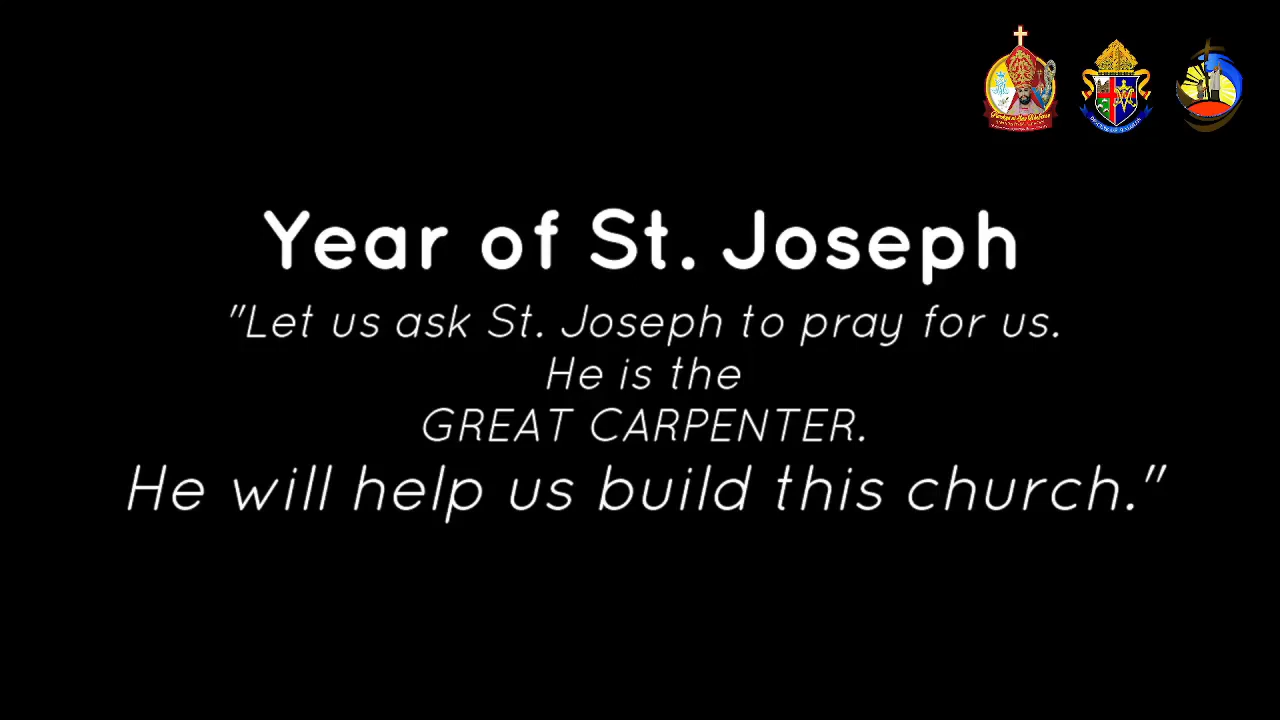 Year of St. Joseph
"Let us ask St. Joseph to pray for us.
He is the
GREAT CARPENTER.
He will help us build this church."